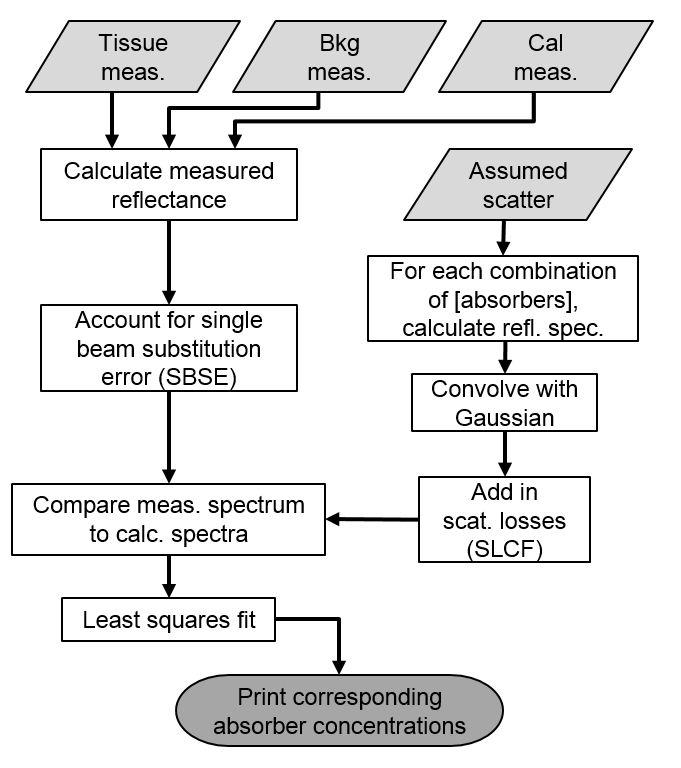 Tissue
meas.
Bkg
meas.
Cal
meas.
Calculate measured
reflectance
Assumed
scatter
For each combination
of [absorbers],
calculate refl. spec.
Account for single
beam substitution
error (SBSE)
Convolve with
Gaussian
Compare meas. spectrum
to calc. spectra
Add in
scat. losses
(SLCF)
Least squares fit
Print corresponding
absorber concentrations